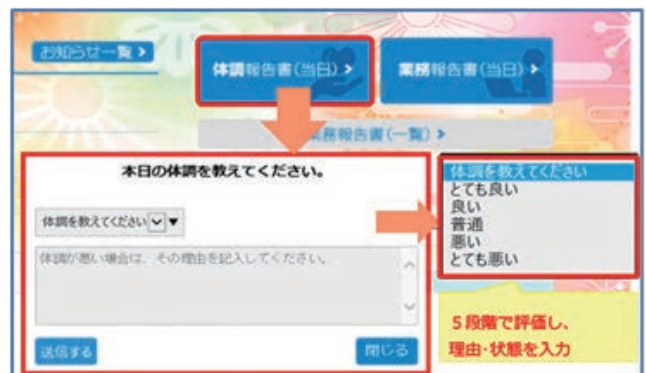 お知らせ一覧 >
体調報告書(当日) >
業務報告書(当日) >
業務報告書(一覧) >
本日の体調を教えてください。
体調を教えてください
体調が悪い場合は、その理由を記入してください。
送信する
閉じる
体調を教えてください
とても良い
良い
普通
悪い
とても悪い
5段階で評価し、
理由・状態を入力